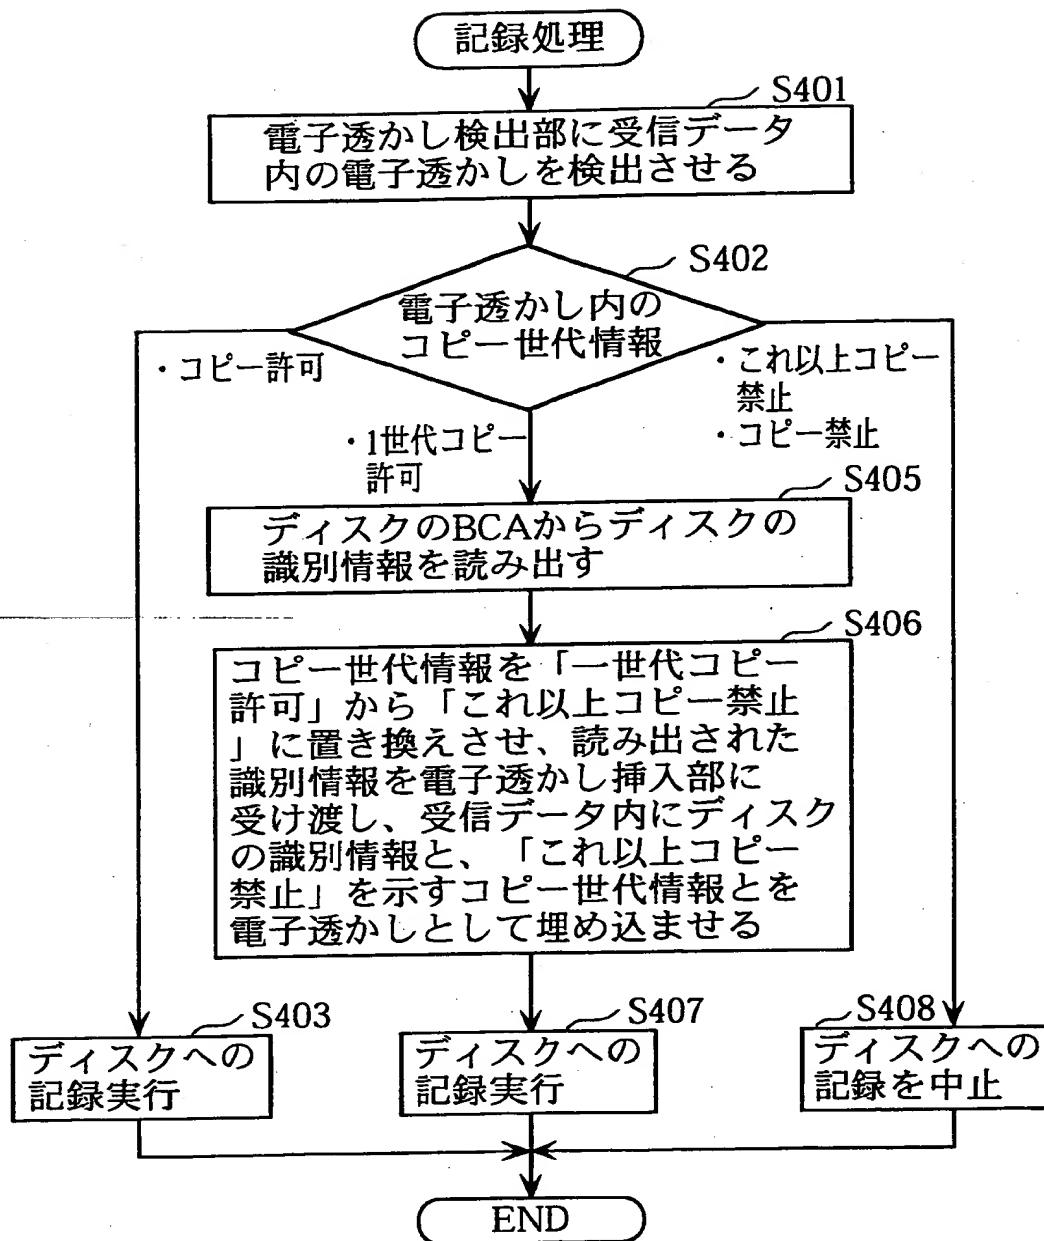 記録処理
S401
電子透かし検出部に受信データ
内の電子透かしを検出させる
S402
電子透かし内の
コピー世代情報
・コピー許可
・1世代コピー
許可
・これ以上コピー
禁止
・コピー禁止
S405
ディスクのBCAからディスクの
識別情報を読み出す
S406
コピー世代情報を「一世代コピー
許可」から「これ以上コピー禁止
」に置き換えさせ、読み出された
識別情報を電子透かし挿入部に
受け渡し、受信データ内にディスク
の識別情報と、「これ以上コピー
禁止」を示すコピー世代情報とを
電子透かしとして埋め込ませる
S403
ディスクへの
記録実行
S407
ディスクへの
記録実行
S408
ディスクへの
記録を中止
END